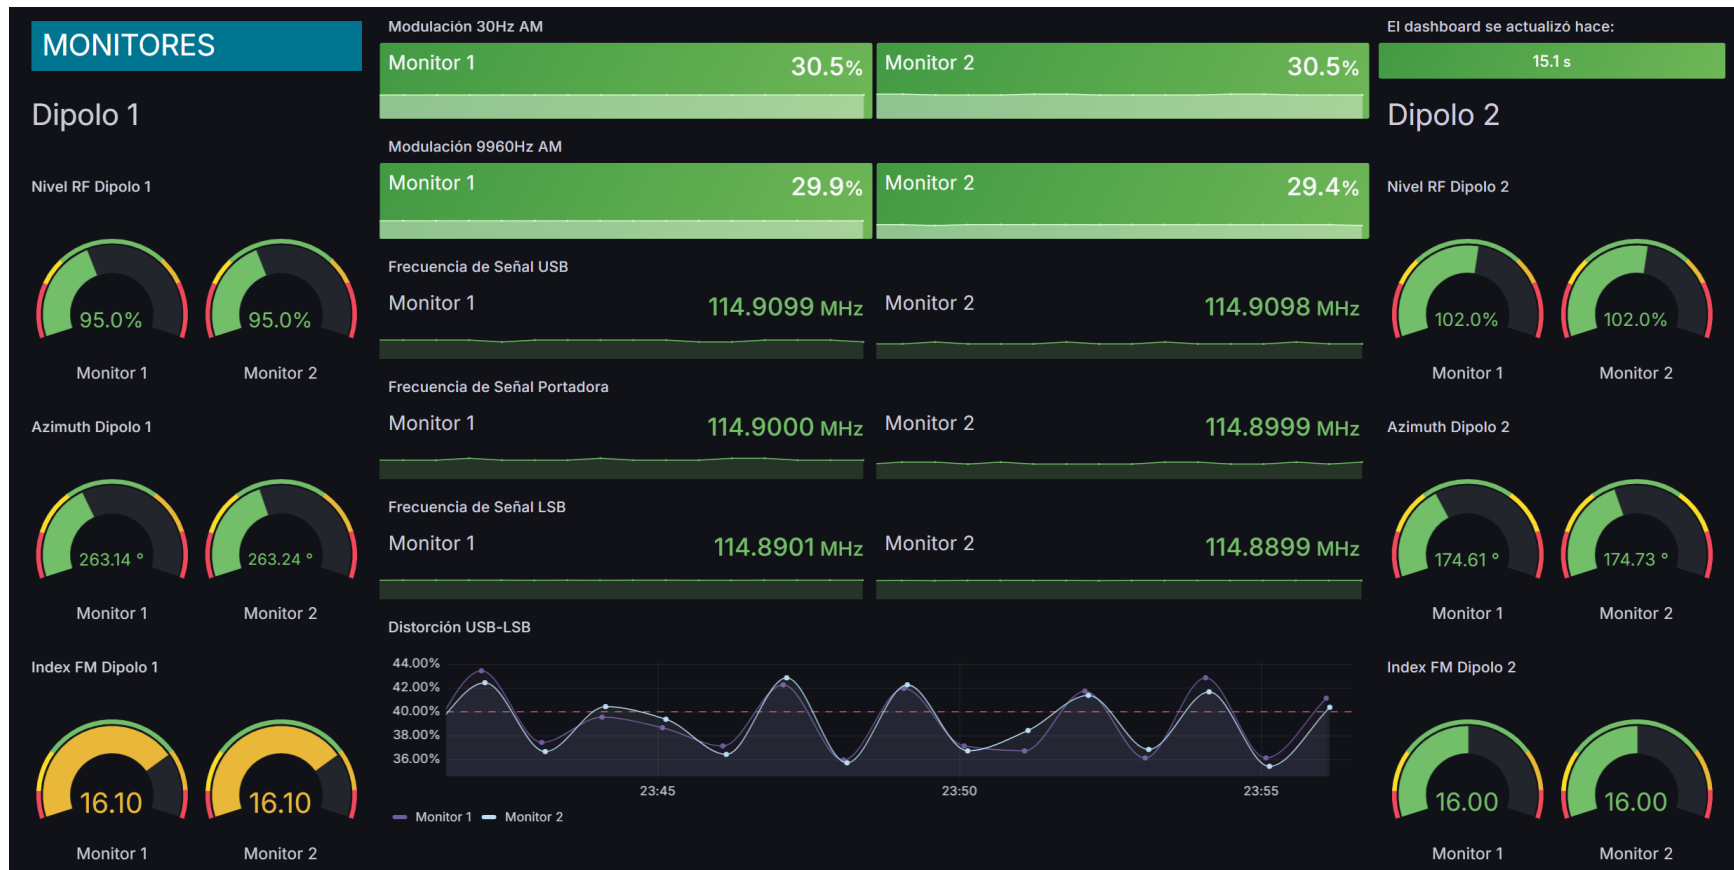 MONITORES
Dipolo 1
Nivel RF Dipolo 1
95.0%
95.0%
Monitor 1
Monitor 2
Azimuth Dipolo 1
263.14 °
263.24 °
Monitor 1
Monitor 2
Index FM Dipolo 1
16.10
16.10
Monitor 1
Monitor 2
Modulación 30Hz AM
Monitor 1
30.5%
Monitor 2
30.5%
Modulación 9960Hz AM
Monitor 1
29.9%
Monitor 2
29.4%
Frecuencia de Señal USB
Monitor 1
114.9099 MHz
Monitor 2
114.9098 MHz
Frecuencia de Señal Portadora
Monitor 1
114.9000 MHz
Monitor 2
114.8999 MHz
Frecuencia de Señal LSB
Monitor 1
114.8901 MHz
Monitor 2
114.8899 MHz
Distorción USB-LSB
44.00%
42.00%
40.00%
38.00%
36.00%
23:45
23:50
23:55
Monitor 1
Monitor 2
El dashboard se actualizó hace:
15.1 s
Dipolo 2
Nivel RF Dipolo 2
102.0%
102.0%
Monitor 1
Monitor 2
Azimuth Dipolo 2
174.61 °
174.73 °
Monitor 1
Monitor 2
Index FM Dipolo 2
16.00
16.00
Monitor 1
Monitor 2